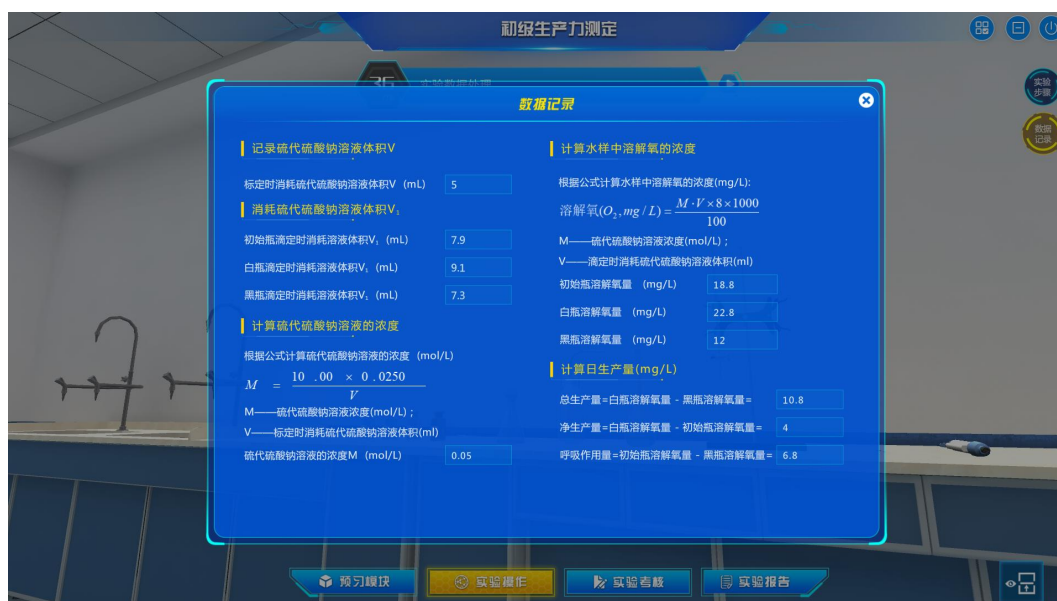 初级生产力测定
36 实验数据处理
实验
步骤
数据
记录
数据记录
记录硫代硫酸钠溶液体积V
标定时消耗硫代硫酸钠溶液体积V (mL) 5
消耗硫代硫酸钠溶液体积V₁
初始瓶滴定时消耗溶液体积V₁ (mL) 7.9
白瓶滴定时消耗溶液体积V₁ (mL) 9.1
黑瓶滴定时消耗溶液体积V₁ (mL) 7.3
计算硫代硫酸钠溶液的浓度
根据公式计算硫代硫酸钠溶液的浓度 (mol/L)
M = 10 .00 × 0 .0250 / V
M——硫代硫酸钠溶液浓度(mol/L) ;
V——标定时消耗硫代硫酸钠溶液体积(ml)
硫代硫酸钠溶液的浓度M (mol/L) 0.05
计算水样中溶解氧的浓度
根据公式计算水样中溶解氧的浓度(mg/L):
溶解氧(O₂,mg / L) = M·V×8×1000 / 100
M——硫代硫酸钠溶液浓度(mol/L) ;
V——滴定时消耗硫代硫酸钠溶液体积(ml)
初始瓶溶解氧量 (mg/L) 18.8
白瓶溶解氧量 (mg/L) 22.8
黑瓶溶解氧量 (mg/L) 12
计算日生产量(mg/L)
总生产量=白瓶溶解氧量 - 黑瓶溶解氧量= 10.8
净生产量=白瓶溶解氧量 - 初始瓶溶解氧量= 4
呼吸作用量=初始瓶溶解氧量 - 黑瓶溶解氧量= 6.8
预习模块
实验操作
实验考核
实验报告